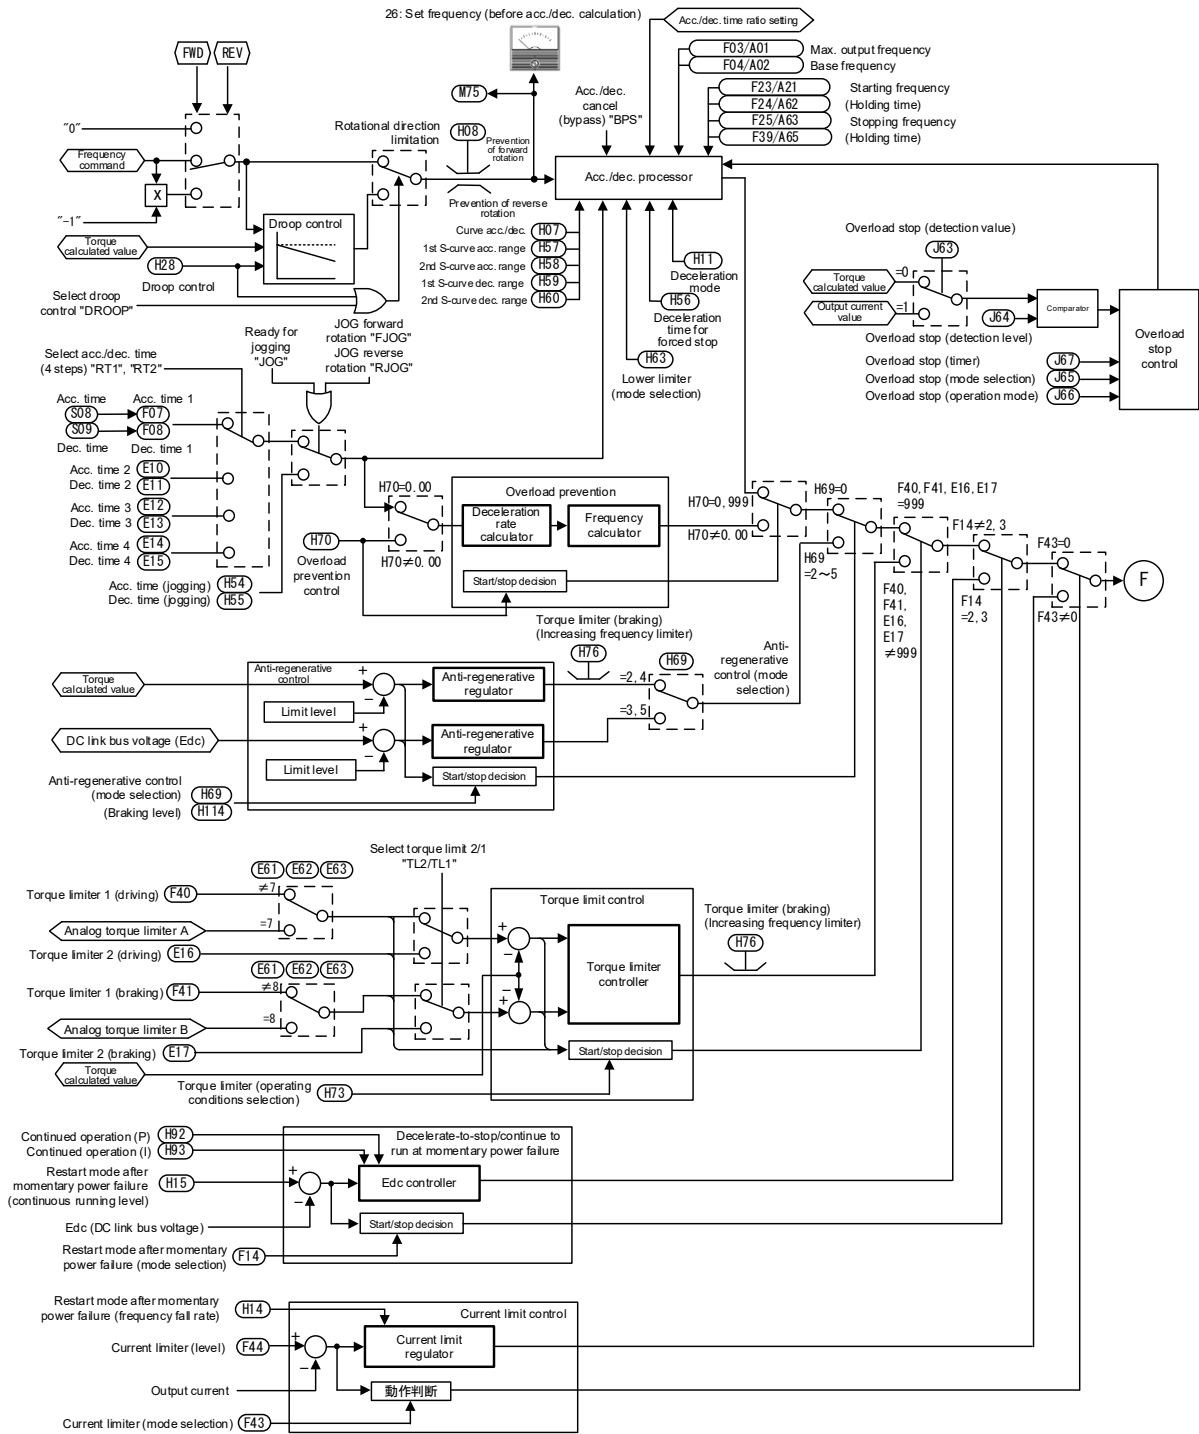 26: Set frequency (before acc./dec. calculation)
Acc./dec. time ratio setting
FWD
REV
F03/A01
Max. output frequency
F04/A02
Base frequency
M75
Acc./dec.
cancel
(bypass) "BPS"
F23/A21
Starting frequency
F24/A62
(Holding time)
F25/A63
Stopping frequency
F39/A65
(Holding time)
"0"
Rotational direction
limitation
H08
Prevention
of forward
rotation
Frequency
command
X
Acc./dec. processor
"-1"
Prevention of reverse
rotation
Torque
calculated value
Droop control
H28
Droop control
Select droop
control "DROOP"
Curve acc./dec.
H07
1st S-curve acc. range
H57
2nd S-curve acc. range
H58
1st S-curve dec. range
H59
2nd S-curve dec. range
H60
H11
Deceleration
mode
H56
Deceleration
time for
forced stop
H63
Lower limiter
(mode selection)
Overload stop (detection value)
J63
Torque
calculated value
=0
Output current
value
=1
J64
Comparator
Overload stop (detection level)
Overload
stop
control
Overload stop (timer)
J67
Overload stop (mode selection)
J65
Overload stop (operation mode)
J66
Ready for
jogging
"JOG"
JOG forward
rotation "FJOG"
JOG reverse
rotation "RJOG"
Select acc./dec. time
(4 steps) "RT1", "RT2"
Acc. time
Acc. time 1
S08
F07
S09
F08
Dec. time
Dec. time 1
Acc. time 2
E10
Dec. time 2
E11
Acc. time 3
E12
Dec. time 3
E13
Acc. time 4
E14
Dec. time 4
E15
Acc. time (jogging)
H54
Dec. time (jogging)
H55
H70=0.00
H70
H70≠0.00
Overload
prevention
control
Overload prevention
Deceleration
rate
calculator
Frequency
calculator
Start/stop decision
H70=0, 999
H70≠0.00
H69=0
H69
=2～5
F40, F41, E16, E17
=999
F40,
F41,
E16,
E17
≠999
F14≠2, 3
F14
=2, 3
F43=0
F43≠0
F
Torque limiter (braking)
(Increasing frequency limiter)
H76
H69
Anti-
regenerative
control (mode
selection)
=2, 4
=3, 5
Anti-regenerative
control
Torque
calculated value
+
−
Limit level
Anti-regenerative
regulator
DC link bus voltage (Edc)
+
−
Limit level
Anti-regenerative
regulator
Start/stop decision
Anti-regenerative control
(mode selection)
H69
(Braking level)
H114
Select torque limit 2/1
"TL2/TL1"
E61
E62
E63
Torque limiter 1 (driving)
F40
≠7
Analog torque limiter A
=7
Torque limiter 2 (driving)
E16
E61
E62
E63
Torque limiter 1 (braking)
F41
≠8
Analog torque limiter B
=8
Torque limiter 2 (braking)
E17
Torque
calculated value
Torque limit control
+
−
−
+
Torque limiter
controller
Start/stop decision
Torque limiter (braking)
(Increasing frequency limiter)
H76
Torque limiter (operating
conditions selection)
H73
Continued operation (P)
H92
Continued operation (I)
H93
Decelerate-to-stop/continue to
run at momentary power failure
Restart mode after
momentary power failure
(continuous running level)
H15
+
−
Edc controller
Edc (DC link bus voltage)
Start/stop decision
Restart mode after momentary
power failure (mode selection)
F14
Restart mode after momentary
power failure (frequency fall rate)
H14
Current limit control
Current limiter (level)
F44
+
−
Current limit
regulator
Output current
動作判断
Current limiter (mode selection)
F43